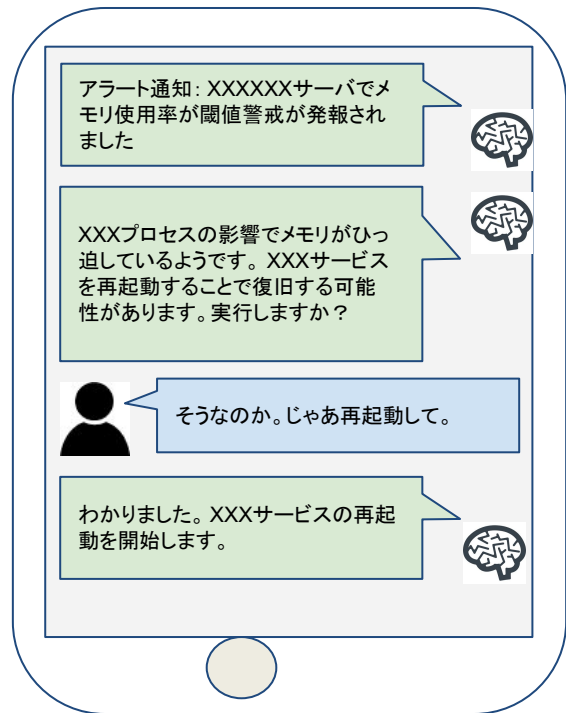 アラート通知: XXXXXXサーバでメ
モリ使用率が閾値警戒が発報され
ました
XXXプロセスの影響でメモリがひっ
迫しているようです。XXXサービス
を再起動することで復旧する可能
性があります。実行しますか？
そうなのか。じゃあ再起動して。
わかりました。XXXサービスの再起
動を開始します。